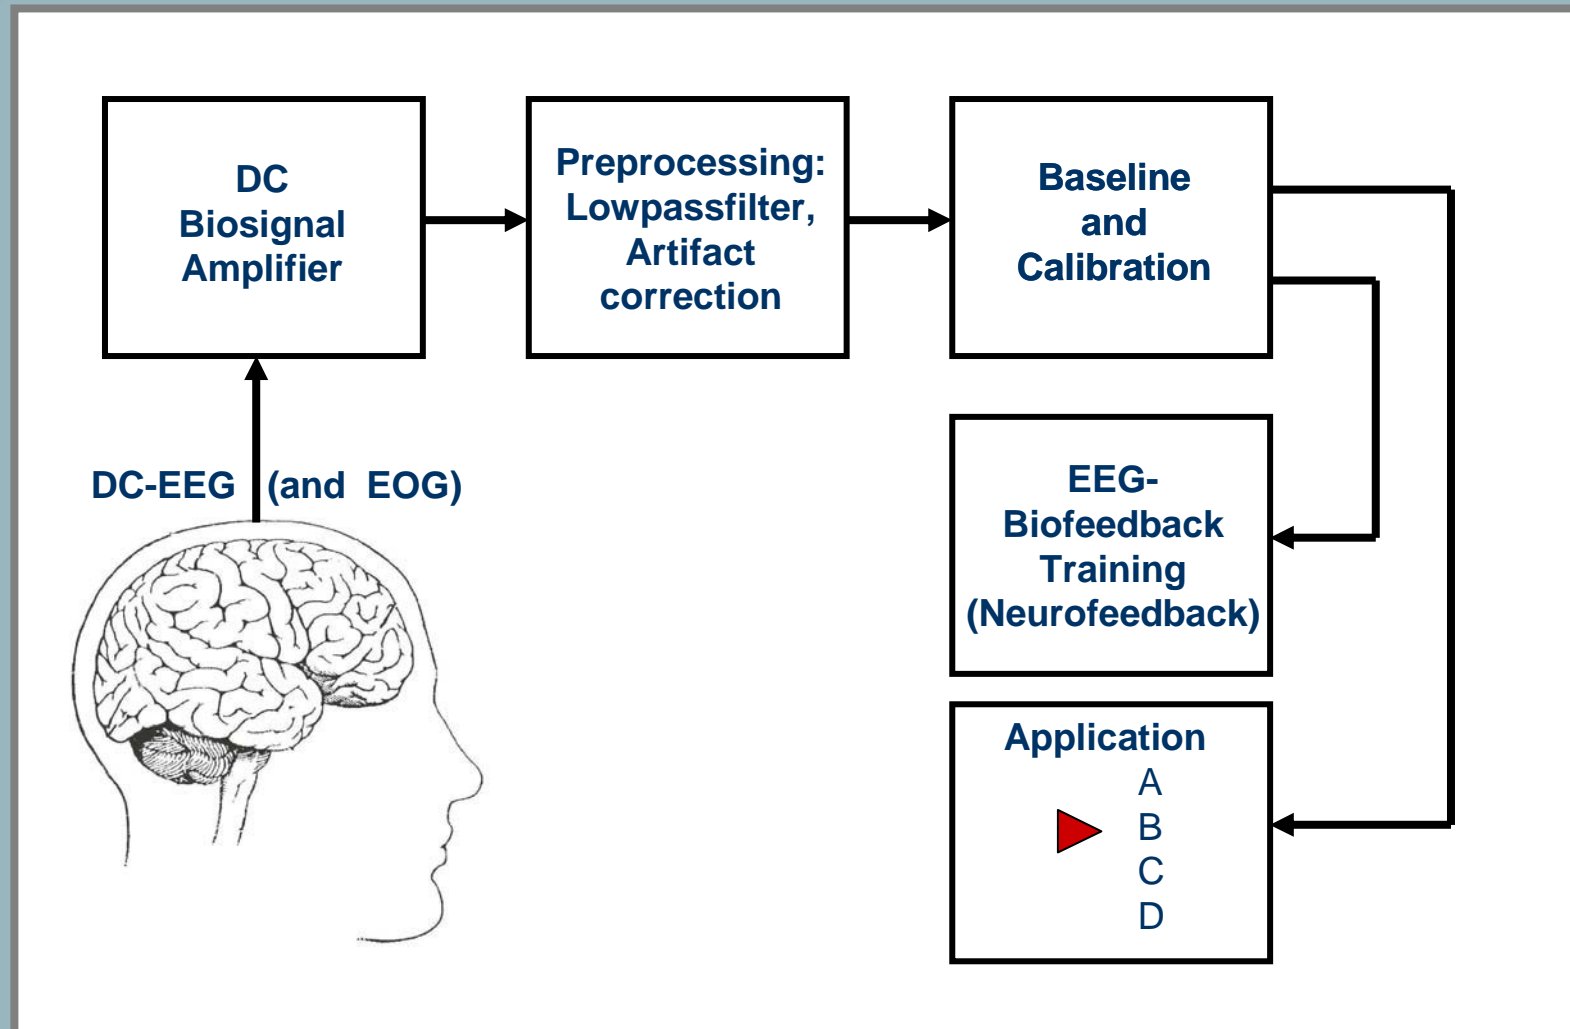 DC
Biosignal
Amplifier
Preprocessing:
Lowpassfilter,
Artifact
correction
Baseline
and
Calibration
DC-EEG (and EOG)
EEG-
Biofeedback
Training
(Neurofeedback)
Application
A
B
C
D